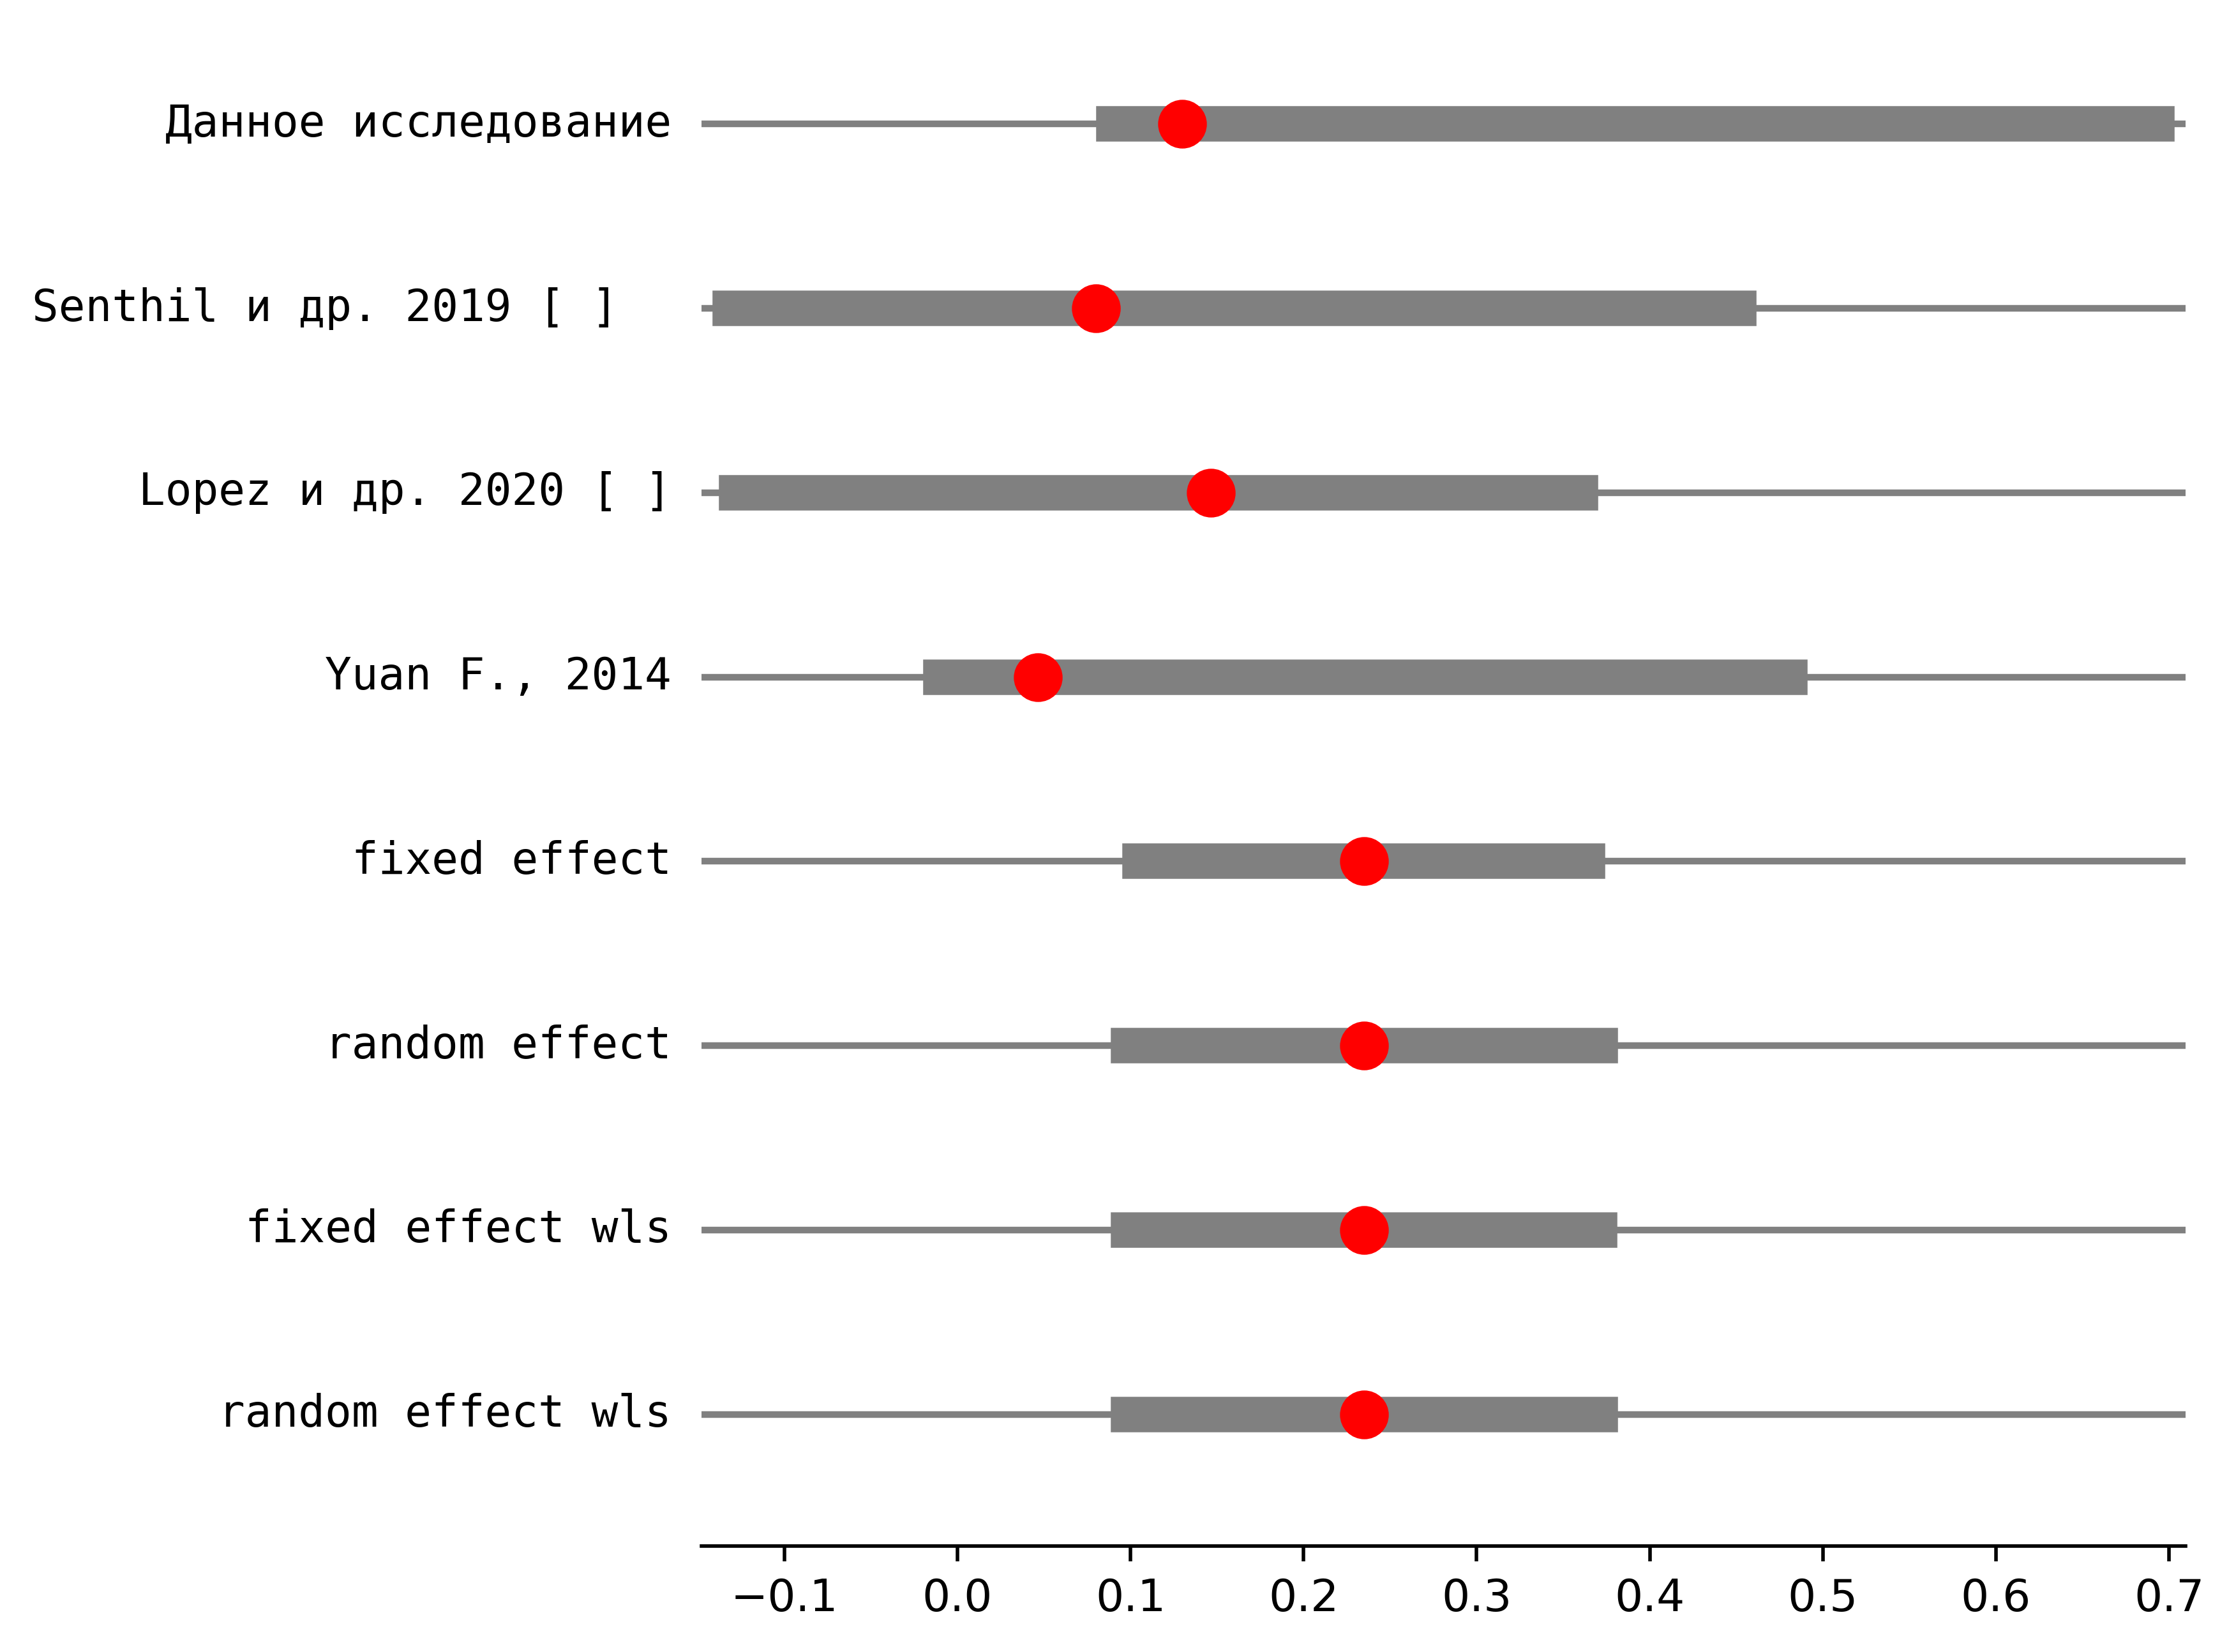 Данное исследование
Senthil и др. 2019 [ ]
Lopez и др. 2020 [ ]
Yuan F., 2014
fixed effect
random effect
fixed effect wls
random effect wls
−0.1 0.0 0.1 0.2 0.3 0.4 0.5 0.6 0.7